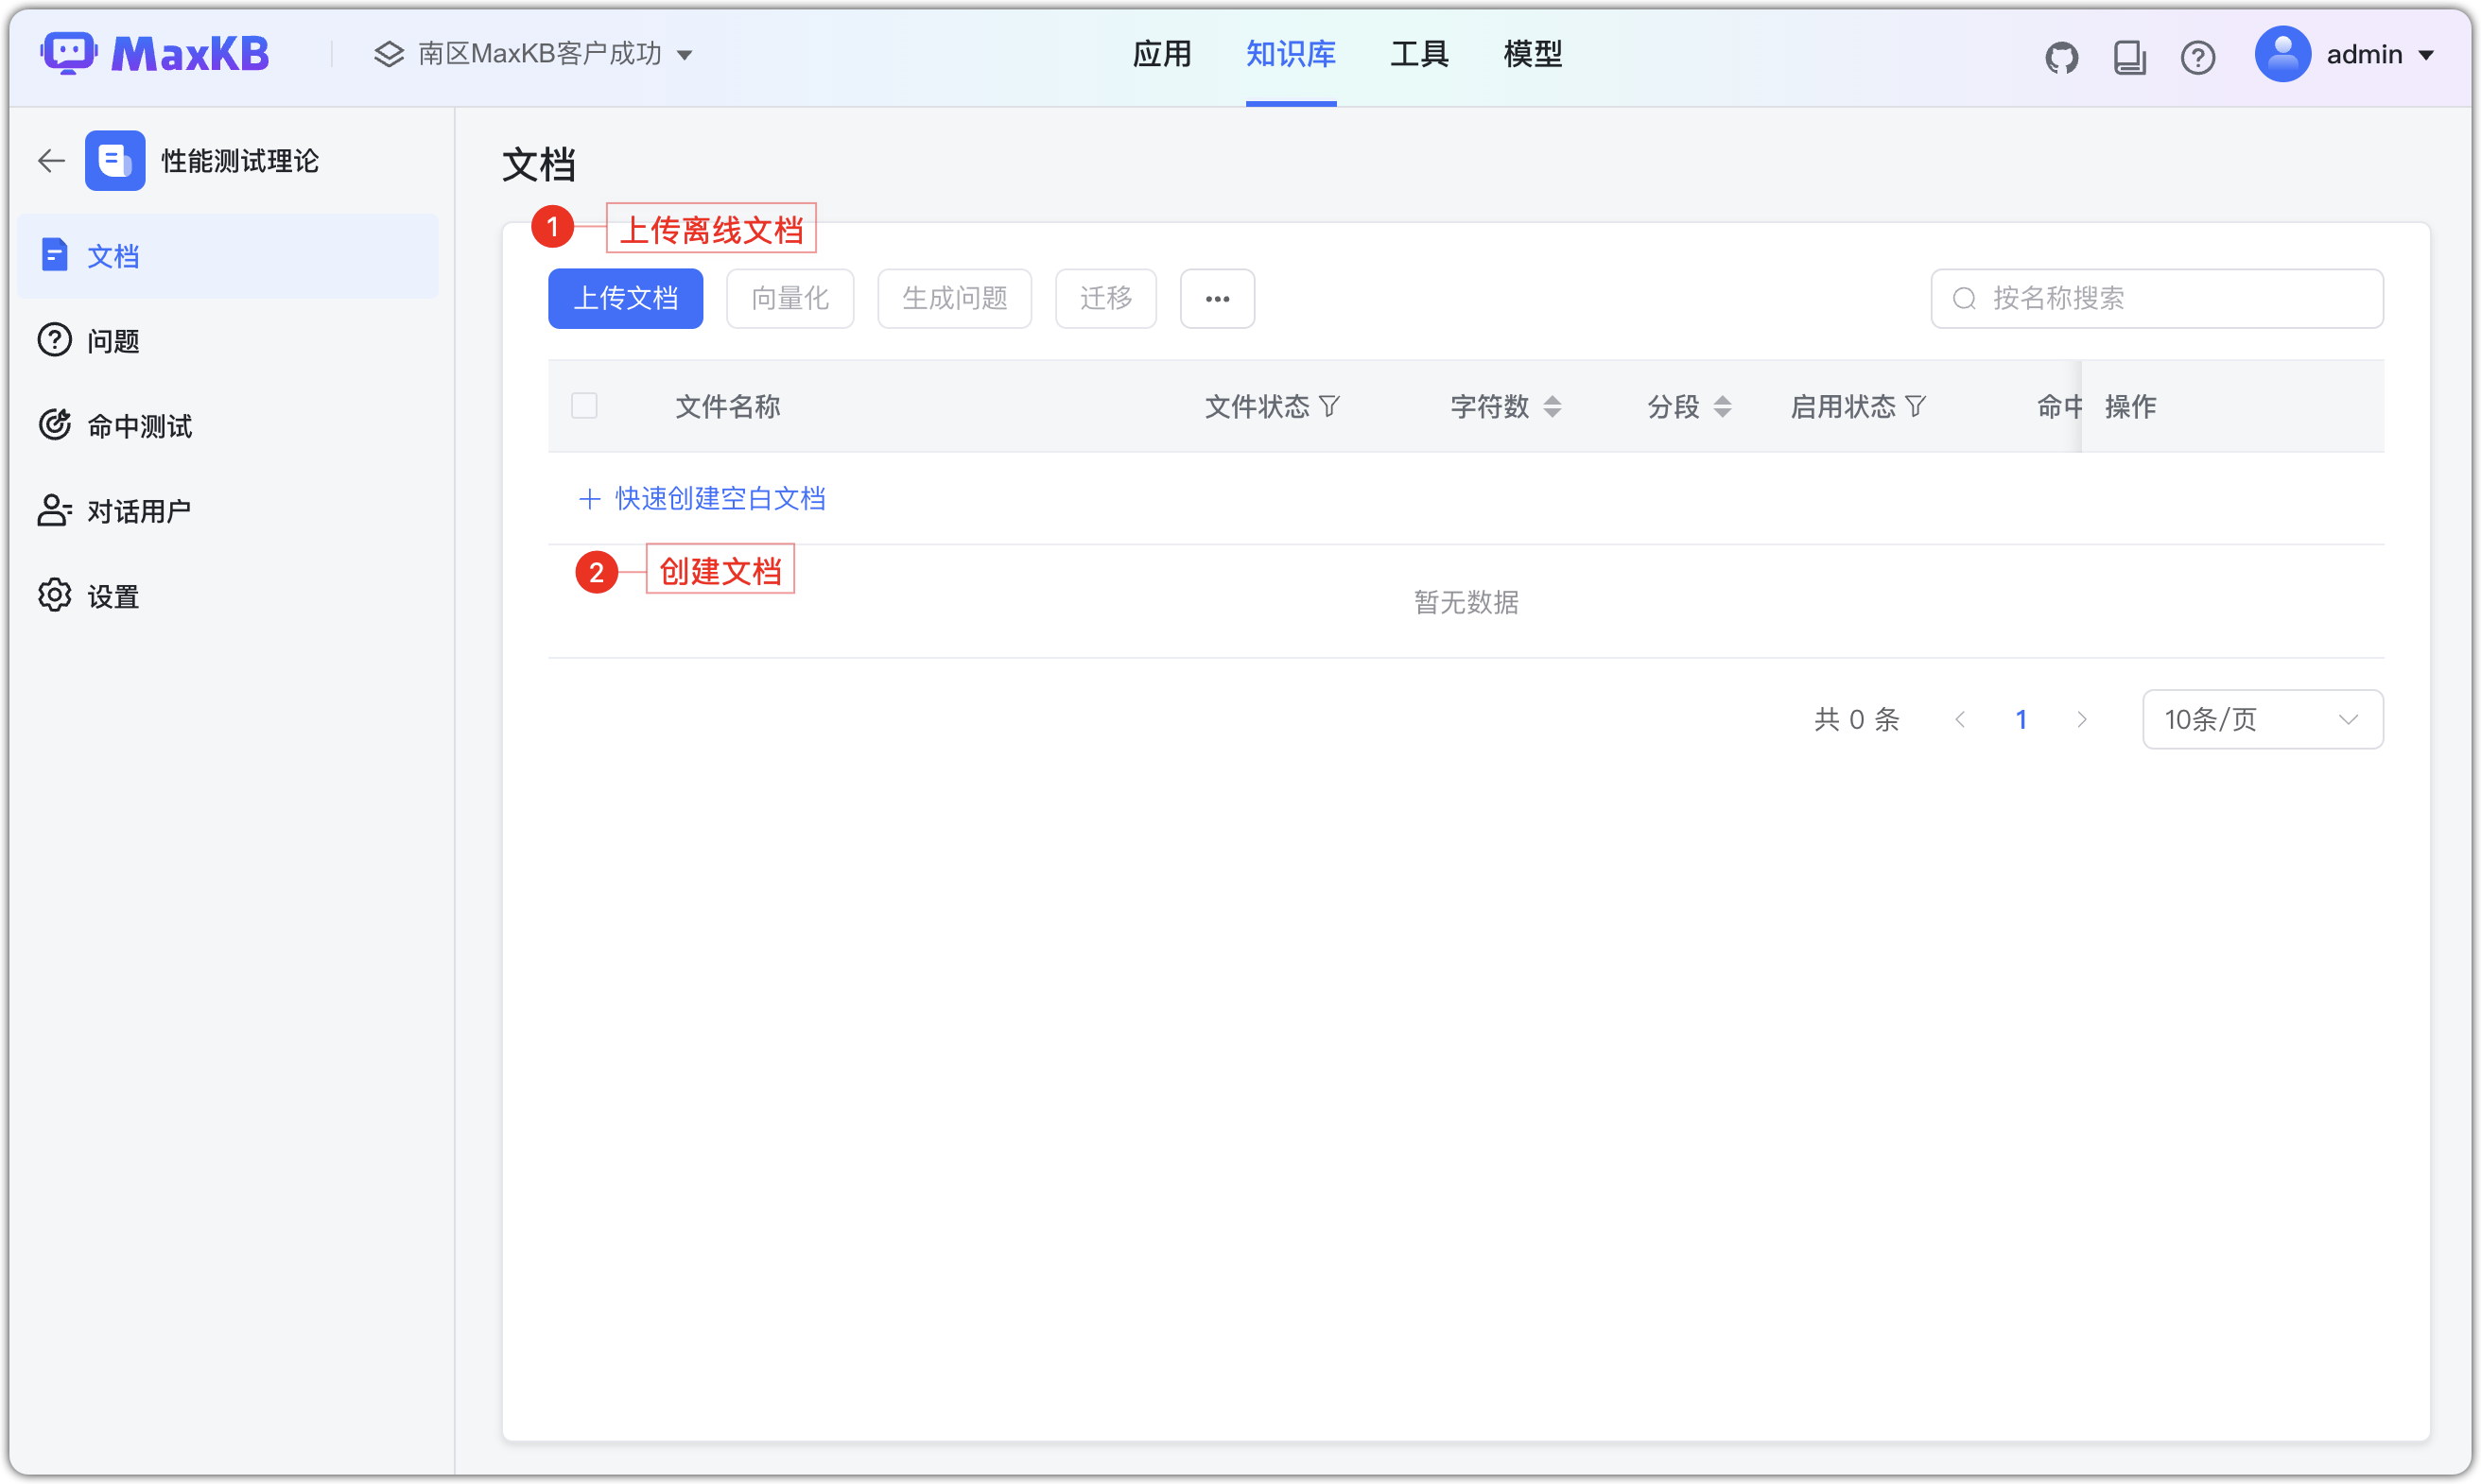 MaxKB
南区MaxKB客户成功
应用 知识库 工具 模型
admin
性能测试理论
文档
问题
命中测试
对话用户
设置
文档
1 上传离线文档
上传文档 向量化 生成问题 迁移 ...
按名称搜索
文件名称 文件状态 字符数 分段 启用状态 命中 操作
+ 快速创建空白文档
2 创建文档
暂无数据
共 0 条 < 1 > 10条/页